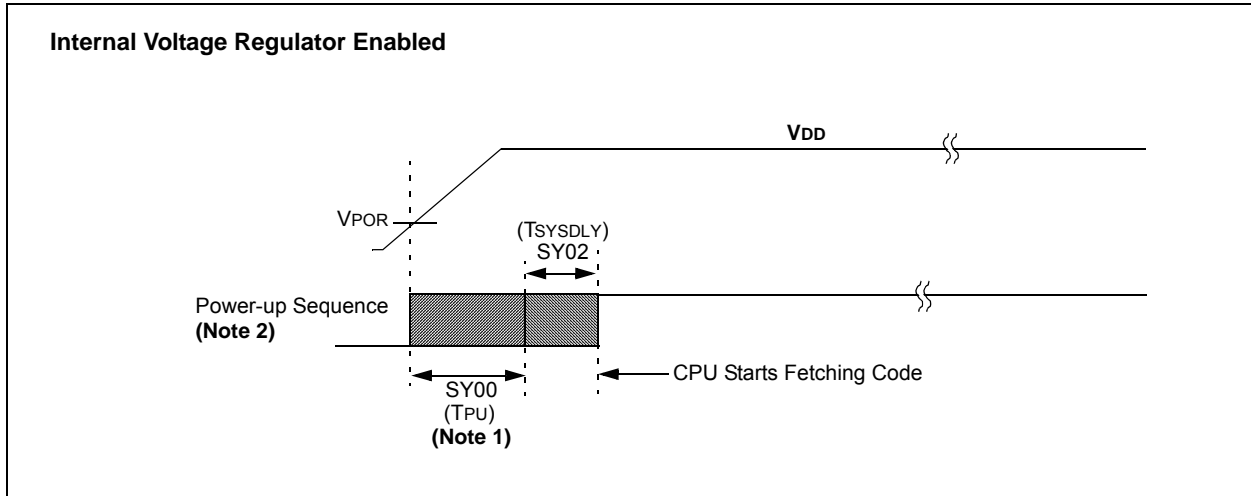 Internal Voltage Regulator Enabled
VDD
VPOR
(TSYSDLY)
SY02
Power-up Sequence
(Note 2)
CPU Starts Fetching Code
SY00
(TPU)
(Note 1)